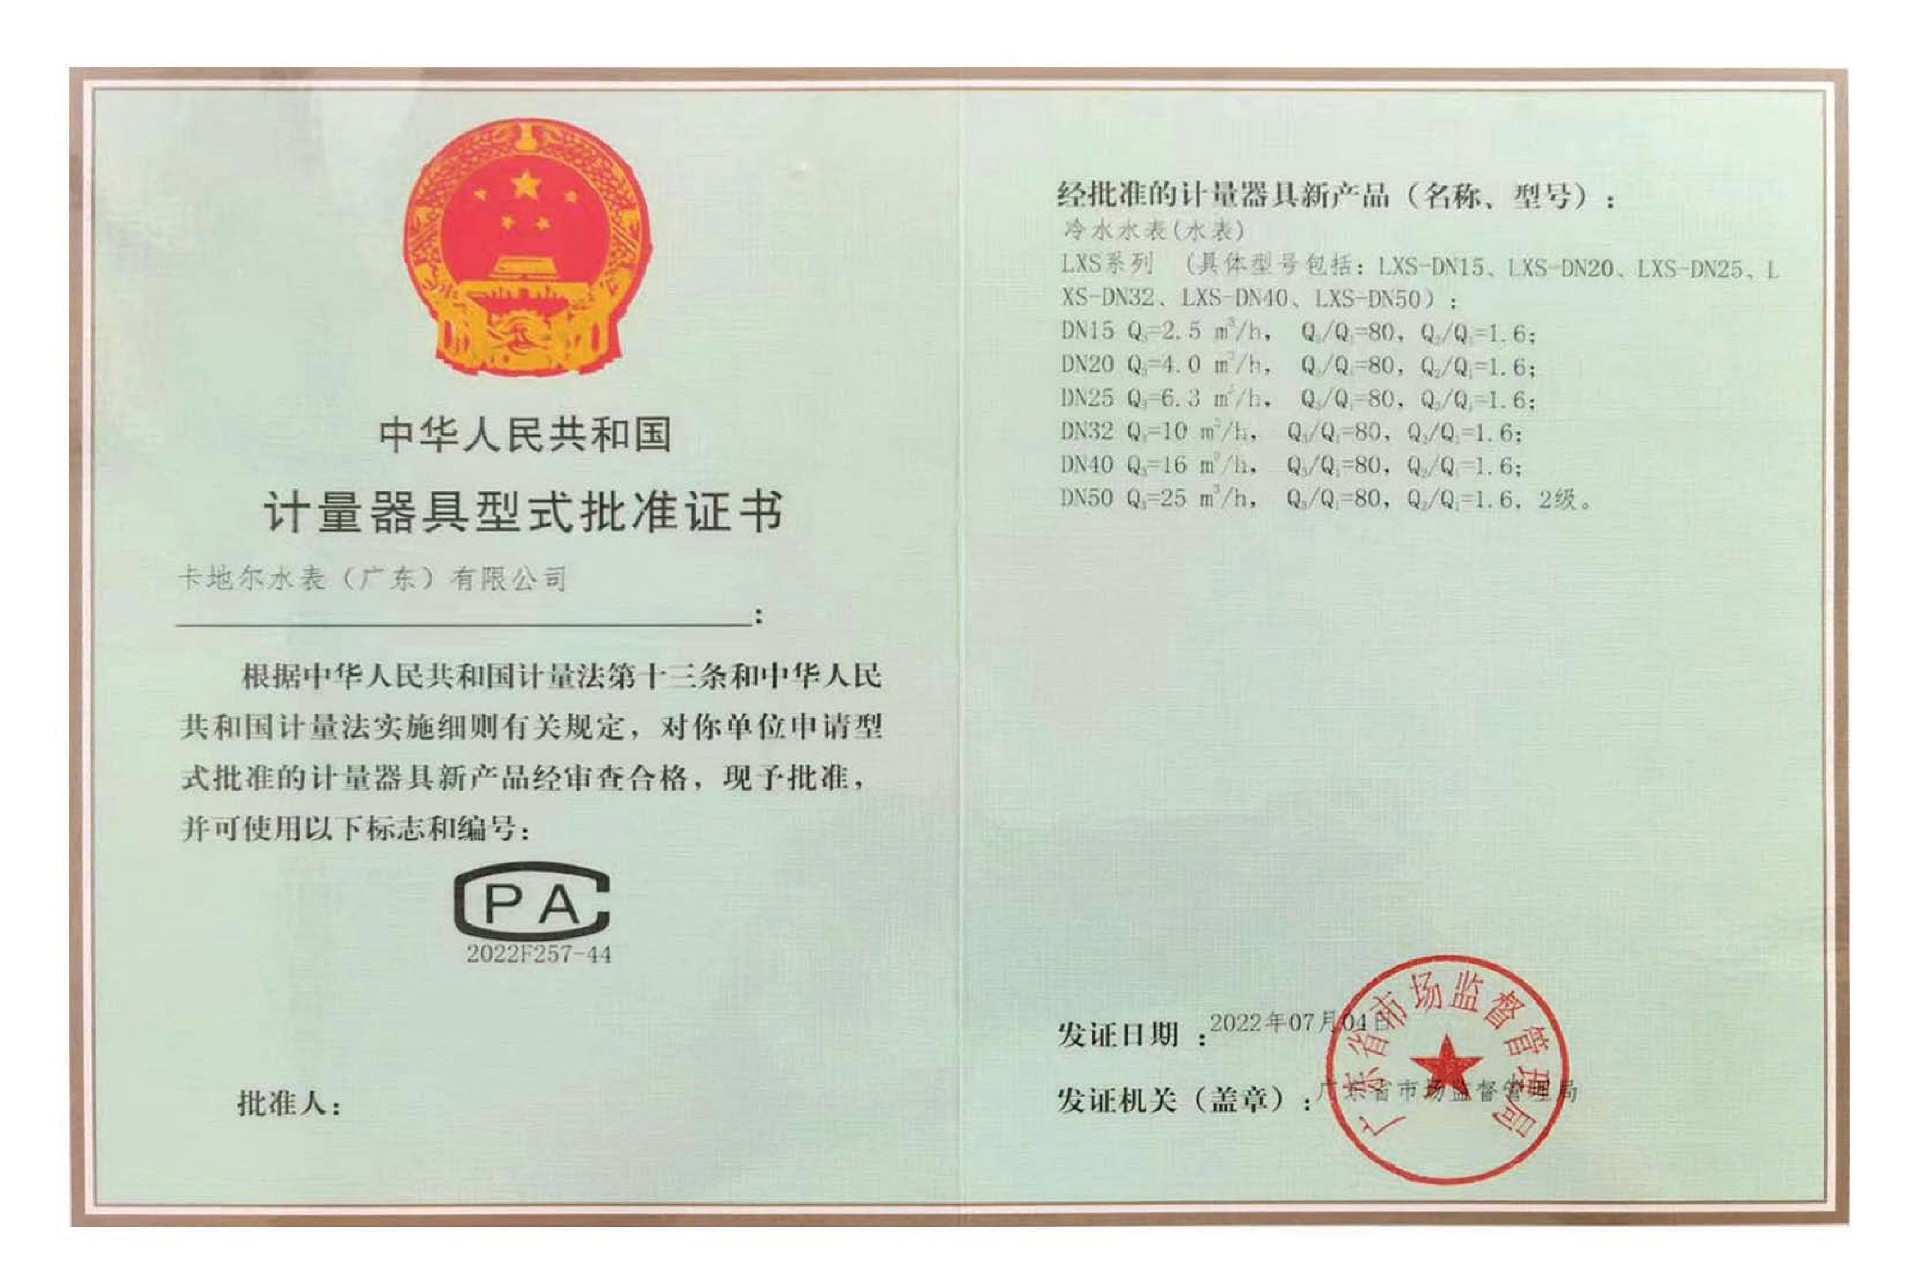 中华人民共和国
计量器具型式批准证书
卡地尔水表（广东）有限公司
：
根据中华人民共和国计量法第十三条和中华人民
共和国计量法实施细则有关规定，对你单位申请型
式批准的计量器具新产品经审查合格，现予批准，
并可使用以下标志和编号：
CPA
2022F257-44
批准人：
经批准的计量器具新产品（名称、型号）：
冷水水表(水表)
LXS系列 （具体型号包括：LXS-DN15、LXS-DN20、LXS-DN25、L
XS-DN32、LXS-DN40、LXS-DN50）；
DN15 Q₃=2.5 m³/h， Q₃/Q₁=80，Q₂/Q₁=1.6；
DN20 Q₃=4.0 m³/h， Q₃/Q₁=80，Q₂/Q₁=1.6；
DN25 Q₃=6.3 m³/h， Q₃/Q₁=80，Q₂/Q₁=1.6；
DN32 Q₃=10 m³/h， Q₃/Q₁=80，Q₂/Q₁=1.6；
DN40 Q₃=16 m³/h， Q₃/Q₁=80，Q₂/Q₁=1.6；
DN50 Q₃=25 m³/h， Q₃/Q₁=80，Q₂/Q₁=1.6，2级。
发证日期：2022年07月04日
发证机关（盖章）：广东省市场监督管理局
广东省市场监督管理局